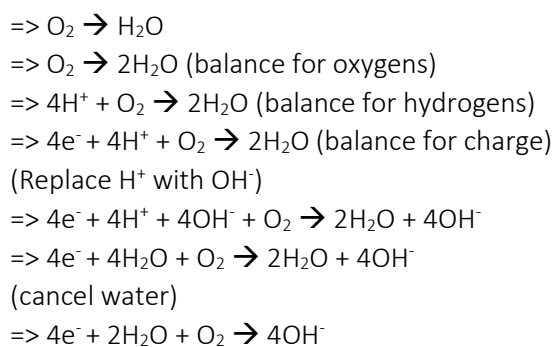 => O₂ → H₂O
=> O₂ → 2H₂O (balance for oxygens)
=> 4H⁺ + O₂ → 2H₂O (balance for hydrogens)
=> 4e⁻ + 4H⁺ + O₂ → 2H₂O (balance for charge)
(Replace H⁺ with OH⁻)
=> 4e⁻ + 4H⁺ + 4OH⁻ + O₂ → 2H₂O + 4OH⁻
=> 4e⁻ + 4H₂O + O₂ → 2H₂O + 4OH⁻
(cancel water)
=> 4e⁻ + 2H₂O + O₂ → 4OH⁻